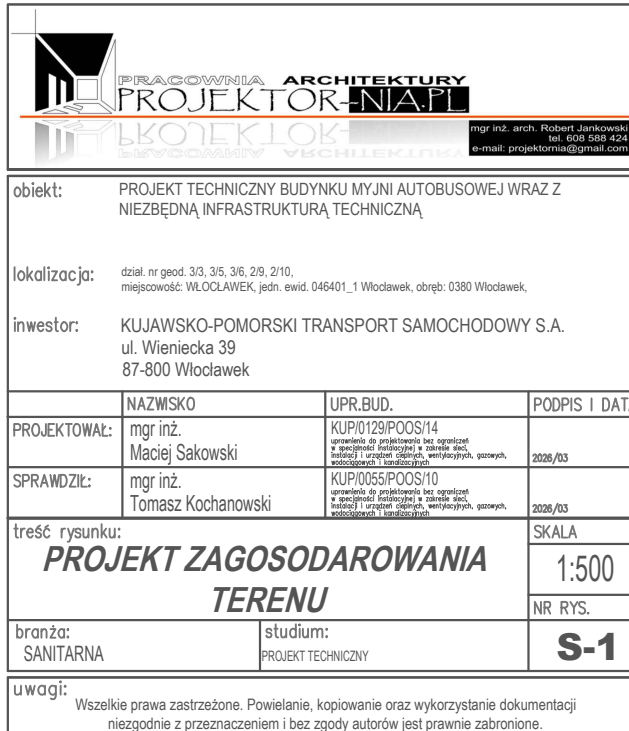 PRACOWNIA ARCHITEKTURY
PROJEKTOR-NIA.PL
mgr inż. arch. Robert Jankowski
tel. 608 588 424
e-mail: projektornia@gmail.com
obiekt: PROJEKT TECHNICZNY BUDYNKU MYJNI AUTOBUSOWEJ WRAZ Z
NIEZBĘDNĄ INFRASTRUKTURĄ TECHNICZNĄ
lokalizacja: dział. nr geod. 3/3, 3/5, 3/6, 2/9, 2/10,
miejscowość: WŁOCŁAWEK, jedn. ewid. 046401_1 Włocławek, obręb: 0380 Włocławek,
inwestor: KUJAWSKO-POMORSKI TRANSPORT SAMOCHODOWY S.A.
ul. Wieniecka 39
87-800 Włocławek
NAZWISKO UPR.BUD. PODPIS I DAT
PROJEKTOWAŁ: mgr inż.
Maciej Sakowski
KUP/0129/POOS/14
uprawnienia do projektowania bez ograniczeń
w specjalności instalacyjnej w zakresie sieci,
instalacji i urządzeń cieplnych, wentylacyjnych, gazowych,
wodociągowych i kanalizacyjnych
2026/03
SPRAWDZIŁ: mgr inż.
Tomasz Kochanowski
KUP/0055/POOS/10
uprawnienia do projektowania bez ograniczeń
w specjalności instalacyjnej w zakresie sieci,
instalacji i urządzeń cieplnych, wentylacyjnych, gazowych,
wodociągowych i kanalizacyjnych
2026/03
treść rysunku:
PROJEKT ZAGOSODAROWANIA
TERENU
SKALA
1:500
NR RYS.
S-1
branża:
SANITARNA
studium:
PROJEKT TECHNICZNY
uwagi:
Wszelkie prawa zastrzeżone. Powielanie, kopiowanie oraz wykorzystanie dokumentacji
niezgodnie z przeznaczeniem i bez zgody autorów jest prawnie zabronione.